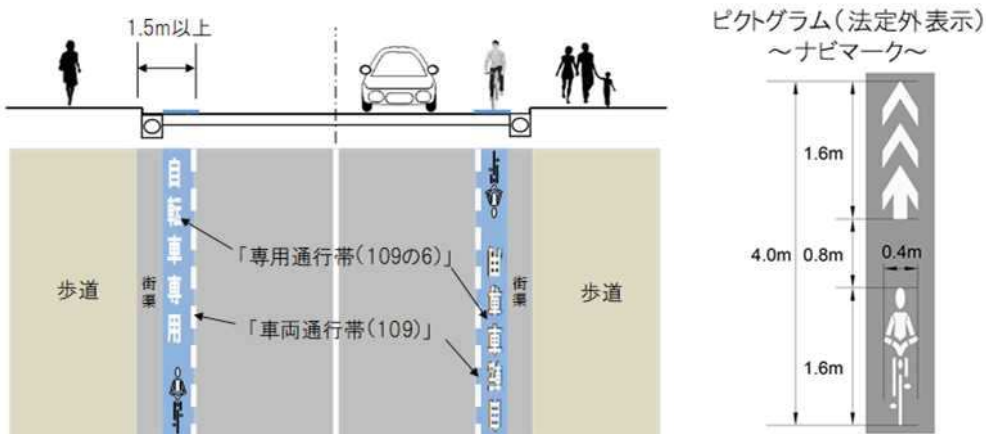 1.5m以上
自転車専用
「専用通行帯(109の6)」
「車両通行帯(109)」
歩道
街渠
自転車専用
街渠
歩道
ピクトグラム(法定外表示)
～ナビマーク～
1.6m
4.0m
0.8m
0.4m
1.6m